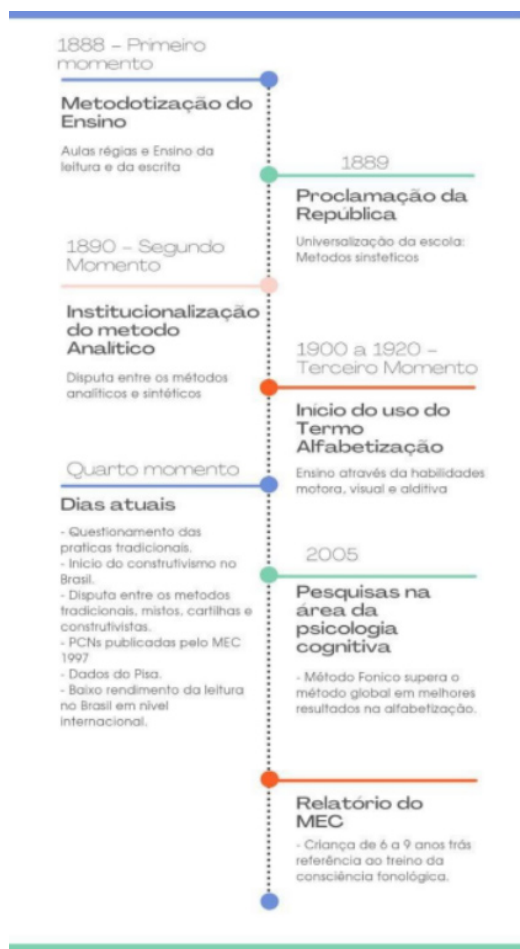 1888 – Primeiro
momento
Metodotização do
Ensino
Aulas régias e Ensino da
leitura e da escrita
1889
Proclamação da
República
Universalização da escola:
Metodos sinsteticos
1890 – Segundo
Momento
Institucionalização
do metodo
Analítico
Disputa entre os métodos
analíticos e sintéticos
1900 a 1920 –
Terceiro Momento
Início do uso do
Termo
Alfabetização
Ensino através da habilidades
motora, visual e alditiva
Quarto momento
Dias atuais
- Questionamento das
praticas tradicionais.
- Inicio do construtivismo no
Brasil.
- Disputa entre os metodos
tradicionais, mistos, cartilhas e
construtivistas.
- PCNs publicadas pelo MEC
1997
- Dados do Pisa.
- Baixo rendimento da leitura
no Brasil em nível
internacional.
2005
Pesquisas na
área da
psicologia
cognitiva
- Método Fonico supera o
método global em melhores
resultados na alfabetização.
Relatório do
MEC
- Criança de 6 a 9 anos trás
referência ao treino da
consciência fonológica.